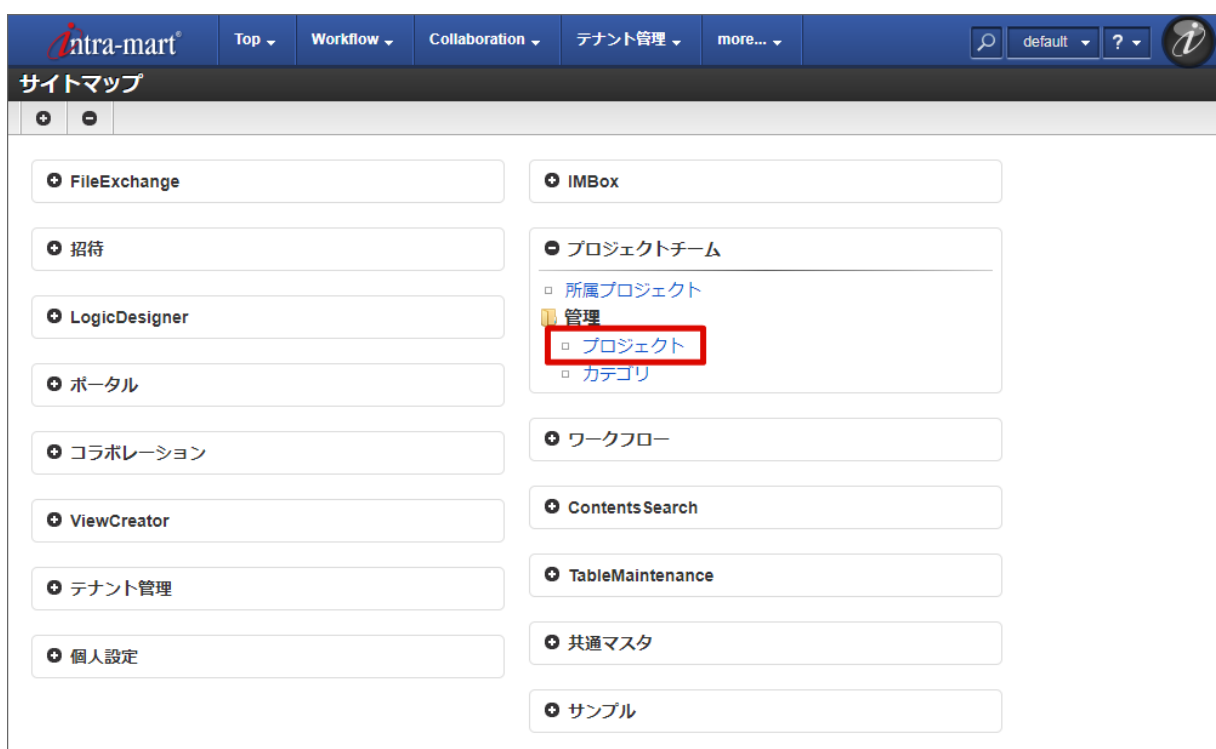 intra-mart®
Top
Workflow
Collaboration
テナント管理
more...
default
?
サイトマップ
FileExchange
招待
LogicDesigner
ポータル
コラボレーション
ViewCreator
テナント管理
個人設定
IMBox
プロジェクトチーム
所属プロジェクト
管理
プロジェクト
カテゴリ
ワークフロー
ContentsSearch
TableMaintenance
共通マスタ
サンプル